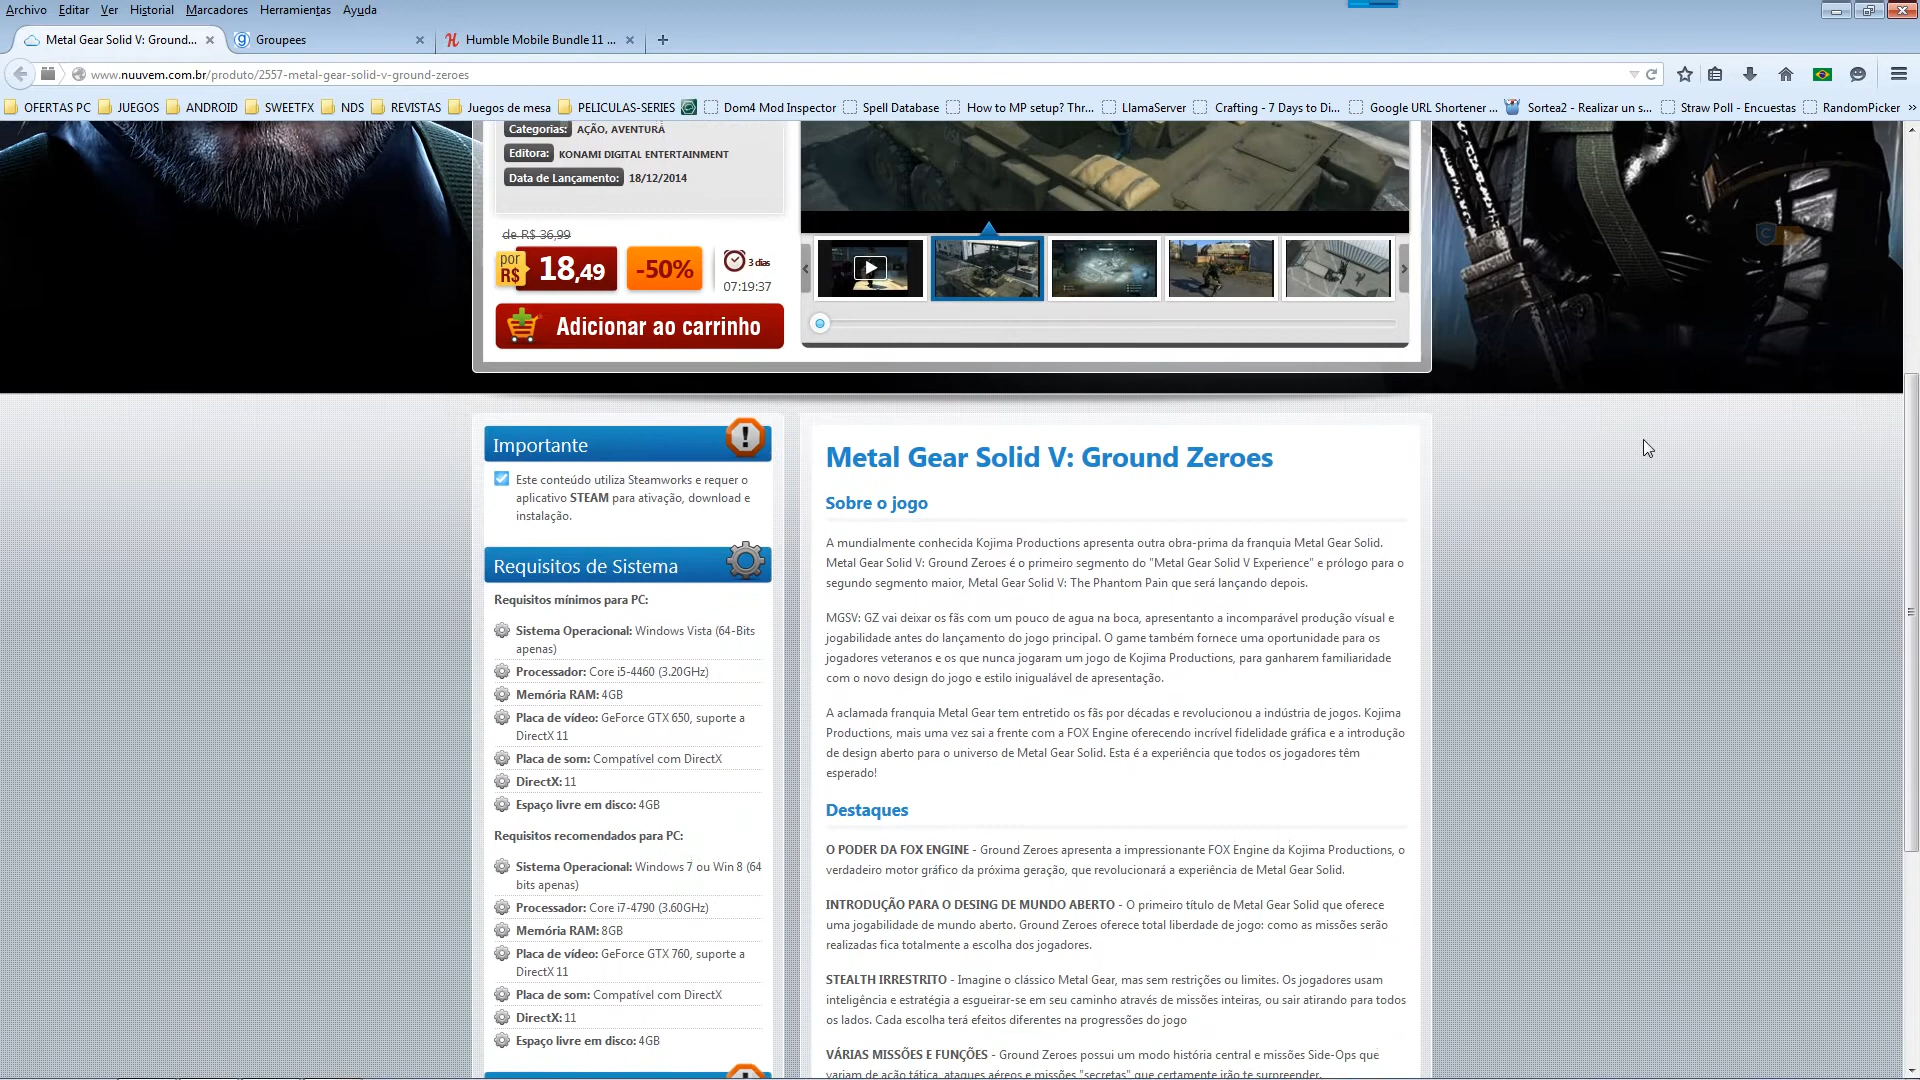 Archivo Editar Ver Historial Marcadores Herramientas Ayuda
Metal Gear Solid V: Ground... Groupees Humble Mobile Bundle 11 ...
www.nuuvem.com.br/produto/2557-metal-gear-solid-v-ground-zeroes
OFERTAS PC JUEGOS ANDROID SWEETFX NDS REVISTAS Juegos de mesa PELICULAS-SERIES Dom4 Mod Inspector Spell Database How to MP setup? Thr... LlamaServer Crafting - 7 Days to Di... Google URL Shortener ... Sortea2 - Realizar un s... Straw Poll - Encuestas RandomPicker »
Categorias: AÇÃO, AVENTURA
Editora: KONAMI DIGITAL ENTERTAINMENT
Data de Lançamento: 18/12/2014
de R$ 36,99
por R$ 18,49 -50% 3 dias
07:19:37
Adicionar ao carrinho
Importante
Este conteúdo utiliza Steamworks e requer o
aplicativo STEAM para ativação, download e
instalação.
Requisitos de Sistema
Requisitos mínimos para PC:
Sistema Operacional: Windows Vista (64-Bits
apenas)
Processador: Core i5-4460 (3.20GHz)
Memória RAM: 4GB
Placa de vídeo: GeForce GTX 650, suporte a
DirectX 11
Placa de som: Compatível com DirectX
DirectX: 11
Espaço livre em disco: 4GB
Requisitos recomendados para PC:
Sistema Operacional: Windows 7 ou Win 8 (64
bits apenas)
Processador: Core i7-4790 (3.60GHz)
Memória RAM: 8GB
Placa de vídeo: GeForce GTX 760, suporte a
DirectX 11
Placa de som: Compatível com DirectX
DirectX: 11
Espaço livre em disco: 4GB
Metal Gear Solid V: Ground Zeroes
Sobre o jogo
A mundialmente conhecida Kojima Productions apresenta outra obra-prima da franquia Metal Gear Solid.
Metal Gear Solid V: Ground Zeroes é o primeiro segmento do "Metal Gear Solid V Experience" e prólogo para o
segundo segmento maior, Metal Gear Solid V: The Phantom Pain que será lançando depois.
MGSV: GZ vai deixar os fãs com um pouco de agua na boca, apresentanto a incomparável produção vísual e
jogabilidade antes do lançamento do jogo principal. O game também fornece uma oportunidade para os
jogadores veteranos e os que nunca jogaram um jogo de Kojima Productions, para ganharem familiaridade
com o novo design do jogo e estilo inigualável de apresentação.
A aclamada franquia Metal Gear tem entretido os fãs por décadas e revolucionou a indústria de jogos. Kojima
Productions, mais uma vez sai a frente com a FOX Engine oferecendo incrível fidelidade gráfica e a introdução
de design aberto para o universo de Metal Gear Solid. Esta é a experiência que todos os jogadores têm
esperado!
Destaques
O PODER DA FOX ENGINE - Ground Zeroes apresenta a impressionante FOX Engine da Kojima Productions, o
verdadeiro motor gráfico da próxima geração, que revolucionará a experiência de Metal Gear Solid.
INTRODUÇÃO PARA O DESING DE MUNDO ABERTO - O primeiro título de Metal Gear Solid que oferece
uma jogabilidade de mundo aberto. Ground Zeroes oferece total liberdade de jogo: como as missões serão
realizadas fica totalmente a escolha dos jogadores.
STEALTH IRRESTRITO - Imagine o clássico Metal Gear, mas sem restrições ou limites. Os jogadores usam
inteligência e estratégia a esgueirar-se em seu caminho através de missões inteiras, ou sair atirando para todos
os lados. Cada escolha terá efeitos diferentes na progressões do jogo
VÁRIAS MISSÕES E FUNÇÕES - Ground Zeroes possui um modo história central e missões Side-Ops que
variam de ação tática, ataques aéreos e missões "secretas" que certamente irão te surpreender.